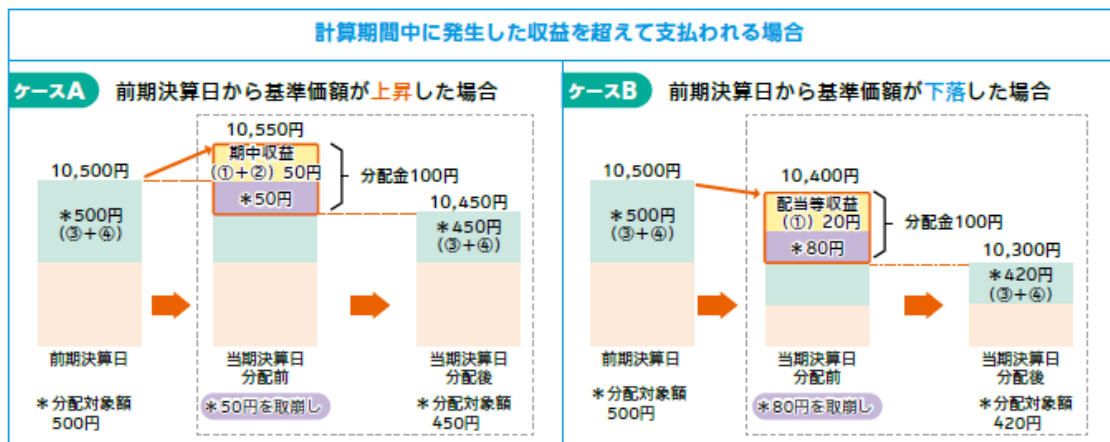 計算期間中に発生した収益を超えて支払われる場合
ケースA 前期決算日から基準価額が上昇した場合
10,550円
10,500円
期中収益
(①+②) 50円
分配金100円
*50円
10,450円
*500円
(③+④)
*450円
(③+④)
前期決算日
当期決算日
分配前
当期決算日
分配後
*分配対象額
500円
*50円を取崩し
*分配対象額
450円
ケースB 前期決算日から基準価額が下落した場合
10,500円
10,400円
配当等収益
(①) 20円
分配金100円
*80円
10,300円
*500円
(③+④)
*420円
(③+④)
前期決算日
当期決算日
分配前
当期決算日
分配後
*分配対象額
500円
*80円を取崩し
*分配対象額
420円